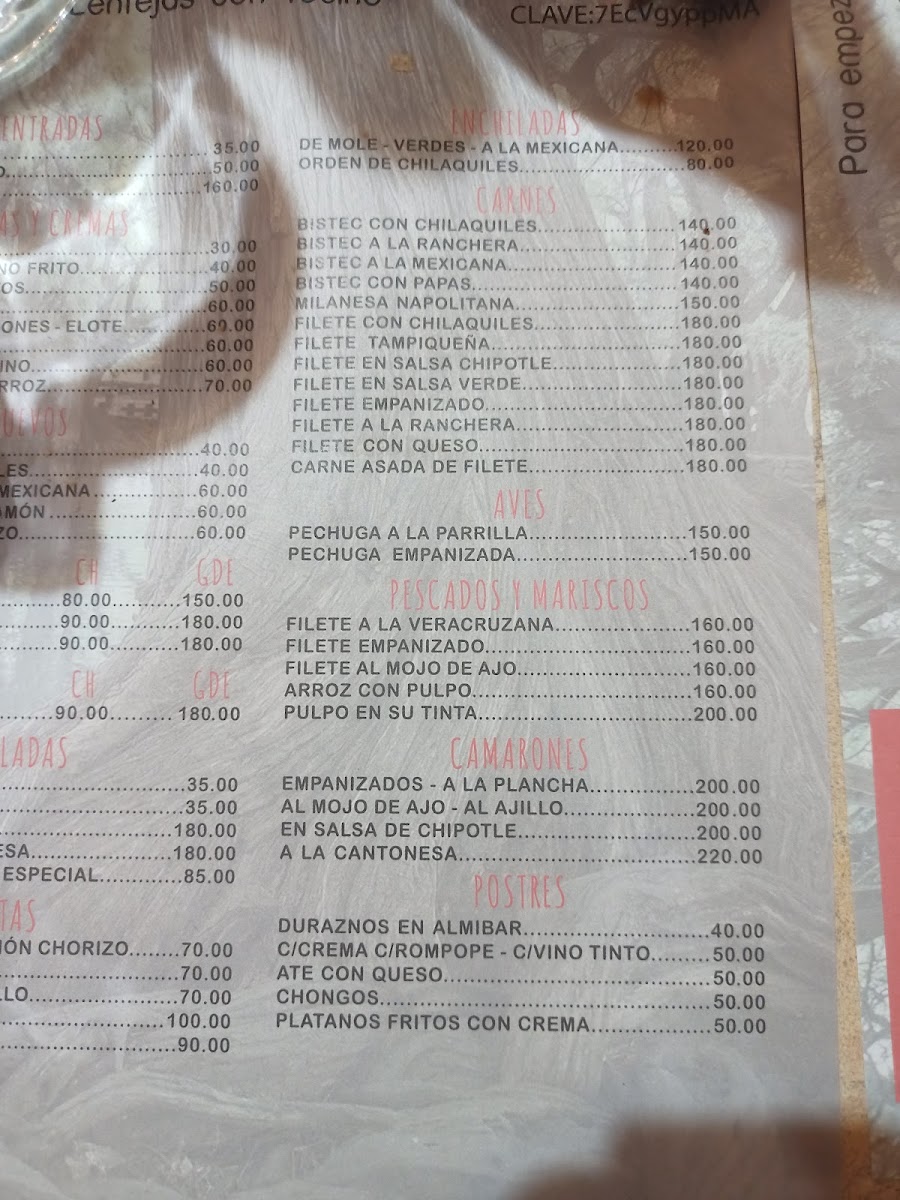 Lentejas con Tocino
CLAVE:7EcVgyppMA
Para empez
ENTRADAS
35.00
50.00
160.00
AS Y CREMAS
30.00
NO FRITO 40.00
OS 50.00
60.00
ONES - ELOTE 60.00
60.00
INO 60.00
RROZ 70.00
HUEVOS
40.00
LES 40.00
MEXICANA 60.00
AMÓN 60.00
ZO 60.00
CH GDE
80.00 150.00
90.00 180.00
90.00 180.00
CH GDE
90.00 180.00
LADAS
35.00
35.00
180.00
ESA 180.00
ESPECIAL 85.00
TAS
IÓN CHORIZO 70.00
70.00
LLO 70.00
100.00
90.00
ENCHILADAS
DE MOLE - VERDES - A LA MEXICANA 120.00
ORDEN DE CHILAQUILES 80.00
CARNES
BISTEC CON CHILAQUILES 140.00
BISTEC A LA RANCHERA 140.00
BISTEC A LA MEXICANA 140.00
BISTEC CON PAPAS 140.00
MILANESA NAPOLITANA 150.00
FILETE CON CHILAQUILES 180.00
FILETE TAMPIQUEÑA 180.00
FILETE EN SALSA CHIPOTLE 180.00
FILETE EN SALSA VERDE 180.00
FILETE EMPANIZADO 180.00
FILETE A LA RANCHERA 180.00
FILETE CON QUESO 180.00
CARNE ASADA DE FILETE 180.00
AVES
PECHUGA A LA PARRILLA 150.00
PECHUGA EMPANIZADA 150.00
PESCADOS Y MARISCOS
FILETE A LA VERACRUZANA 160.00
FILETE EMPANIZADO 160.00
FILETE AL MOJO DE AJO 160.00
ARROZ CON PULPO 160.00
PULPO EN SU TINTA 200.00
CAMARONES
EMPANIZADOS - A LA PLANCHA 200.00
AL MOJO DE AJO - AL AJILLO 200.00
EN SALSA DE CHIPOTLE 200.00
A LA CANTONESA 220.00
POSTRES
DURAZNOS EN ALMIBAR 40.00
C/CREMA C/ROMPOPE - C/VINO TINTO 50.00
ATE CON QUESO 50.00
CHONGOS 50.00
PLATANOS FRITOS CON CREMA 50.00